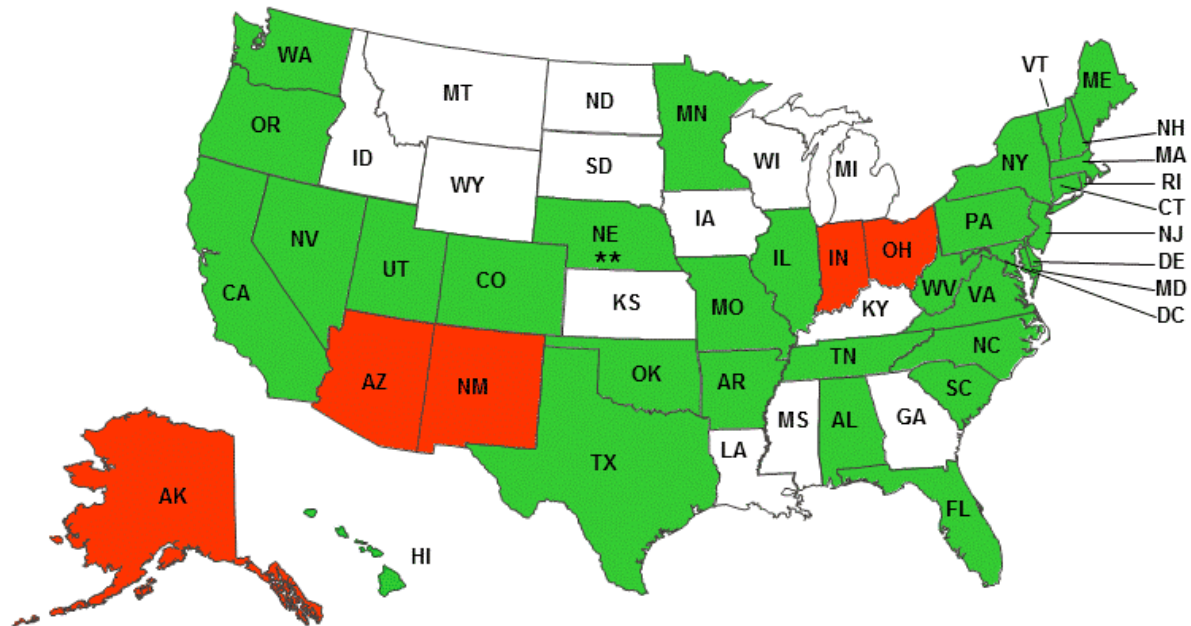 WA
MT
ND
MN
VT
ME
OR
ID
SD
WI
MI
NY
NH
MA
WY
IA
RI
CT
NV
NE
**
PA
NJ
UT
CO
IL
IN
OH
DE
CA
KS
MO
KY
WV
VA
MD
DC
AZ
NM
OK
AR
TN
NC
SC
TX
LA
MS
AL
GA
AK
FL
HI